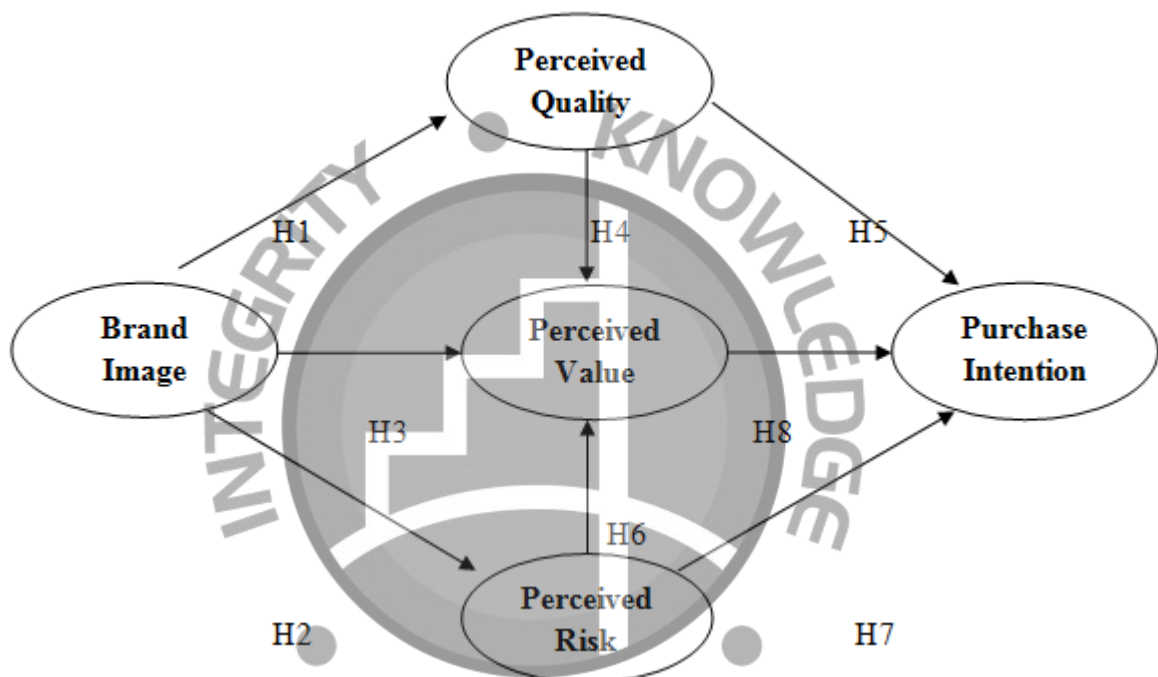 Perceived
Quality
INTEGRITY
KNOWLEDGE
H1
H4
H5
Brand
Image
Perceived
Value
Purchase
Intention
H3
H8
H6
Perceived
Risk
H2
H7